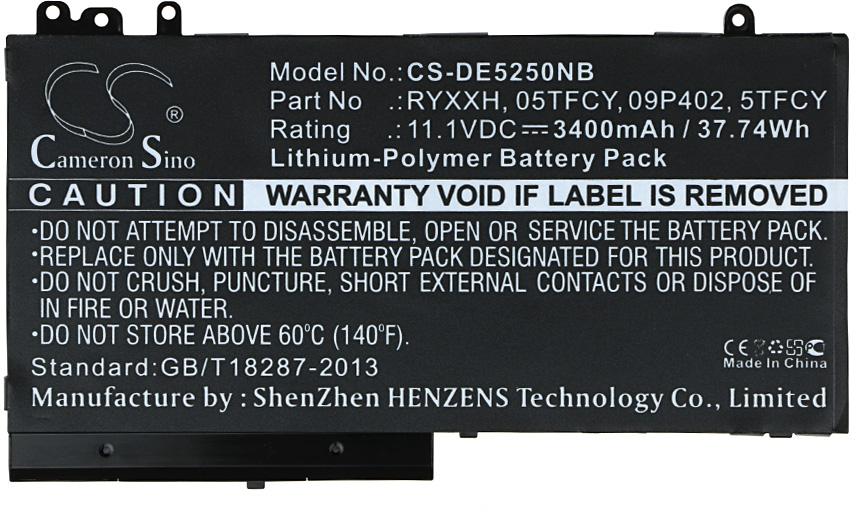 Model No.:CS-DE5250NB
Part No .:RYXXH, 05TFCY, 09P402, 5TFCY
Rating .:11.1VDC⎓3400mAh / 37.74Wh
Lithium-Polymer Battery Pack
CS®
Cameron Sino
CAUTION WARRANTY VOID IF LABEL IS REMOVED
·DO NOT ATTEMPT TO DISASSEMBLE, OPEN OR SERVICE THE BATTERY PACK.
·REPLACE ONLY WITH THE BATTERY PACK DESIGNATED FOR THIS PRODUCT.
·DO NOT CRUSH, PUNCTURE, SHORT EXTERNAL CONTACTS OR DISPOSE OF
IN FIRE OR WATER.
·DO NOT STORE ABOVE 60°C (140°F).
CE
Made In China
Standard:GB/T18287-2013
Manufacture by : ShenZhen HENZENS Technology Co., Limited